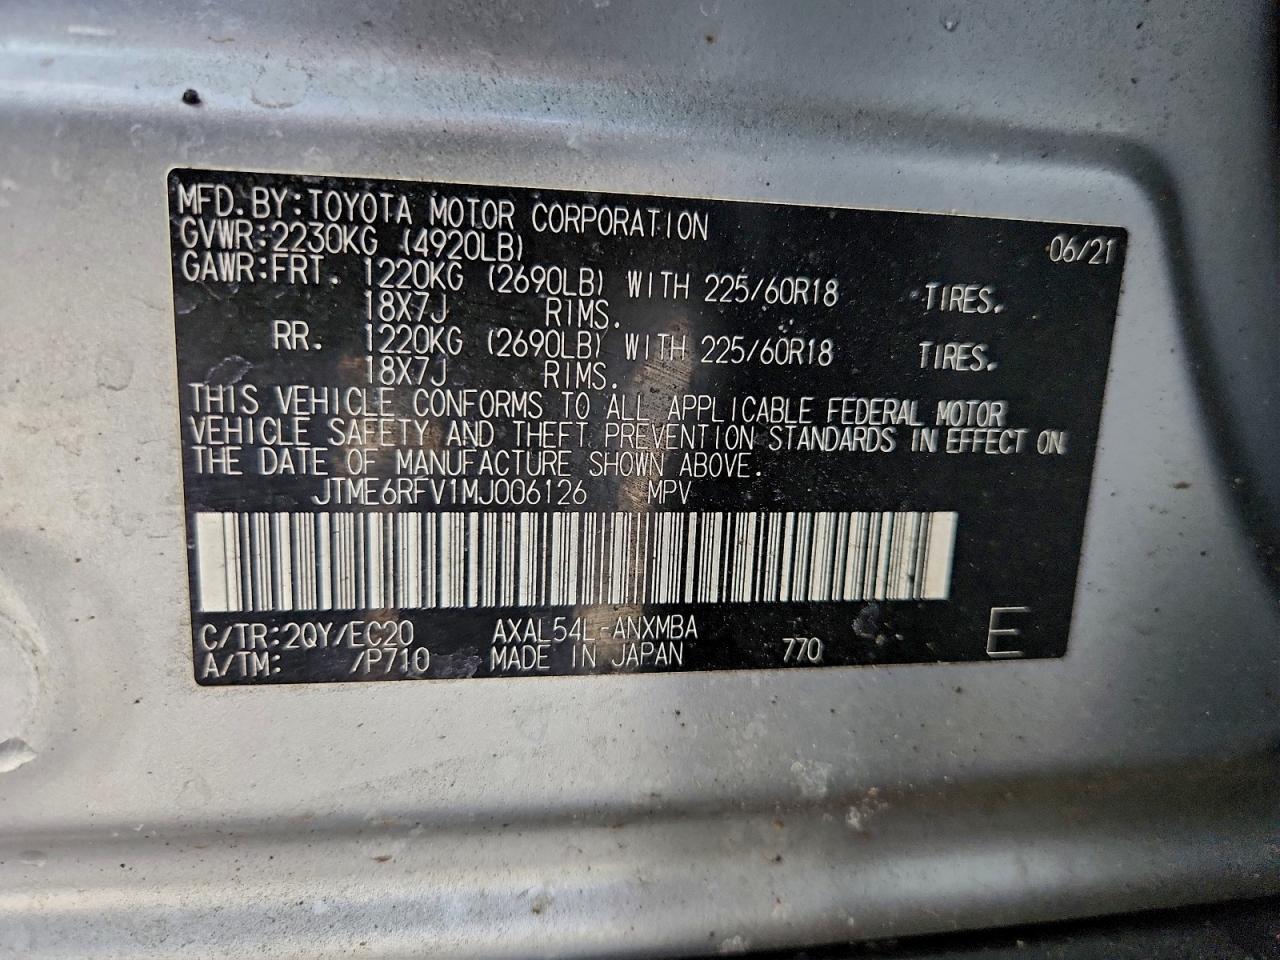 MFD.BY:TOYOTA MOTOR CORPORATION 06/21
GVWR:2230KG (4920LB)
GAWR:FRT. 1220KG (2690LB) WITH 225/60R18 TIRES.
18X7J RIMS.
RR. 1220KG (2690LB) WITH 225/60R18 TIRES.
18X7J RIMS.
THIS VEHICLE CONFORMS TO ALL APPLICABLE FEDERAL MOTOR
VEHICLE SAFETY AND THEFT PREVENTION STANDARDS IN EFFECT ON
THE DATE OF MANUFACTURE SHOWN ABOVE.
JTME6RFV1MJ006126 MPV
C/TR:2QY/EC20 AXAL54L-ANXMBA
A/TM: /P710 MADE IN JAPAN 770 E